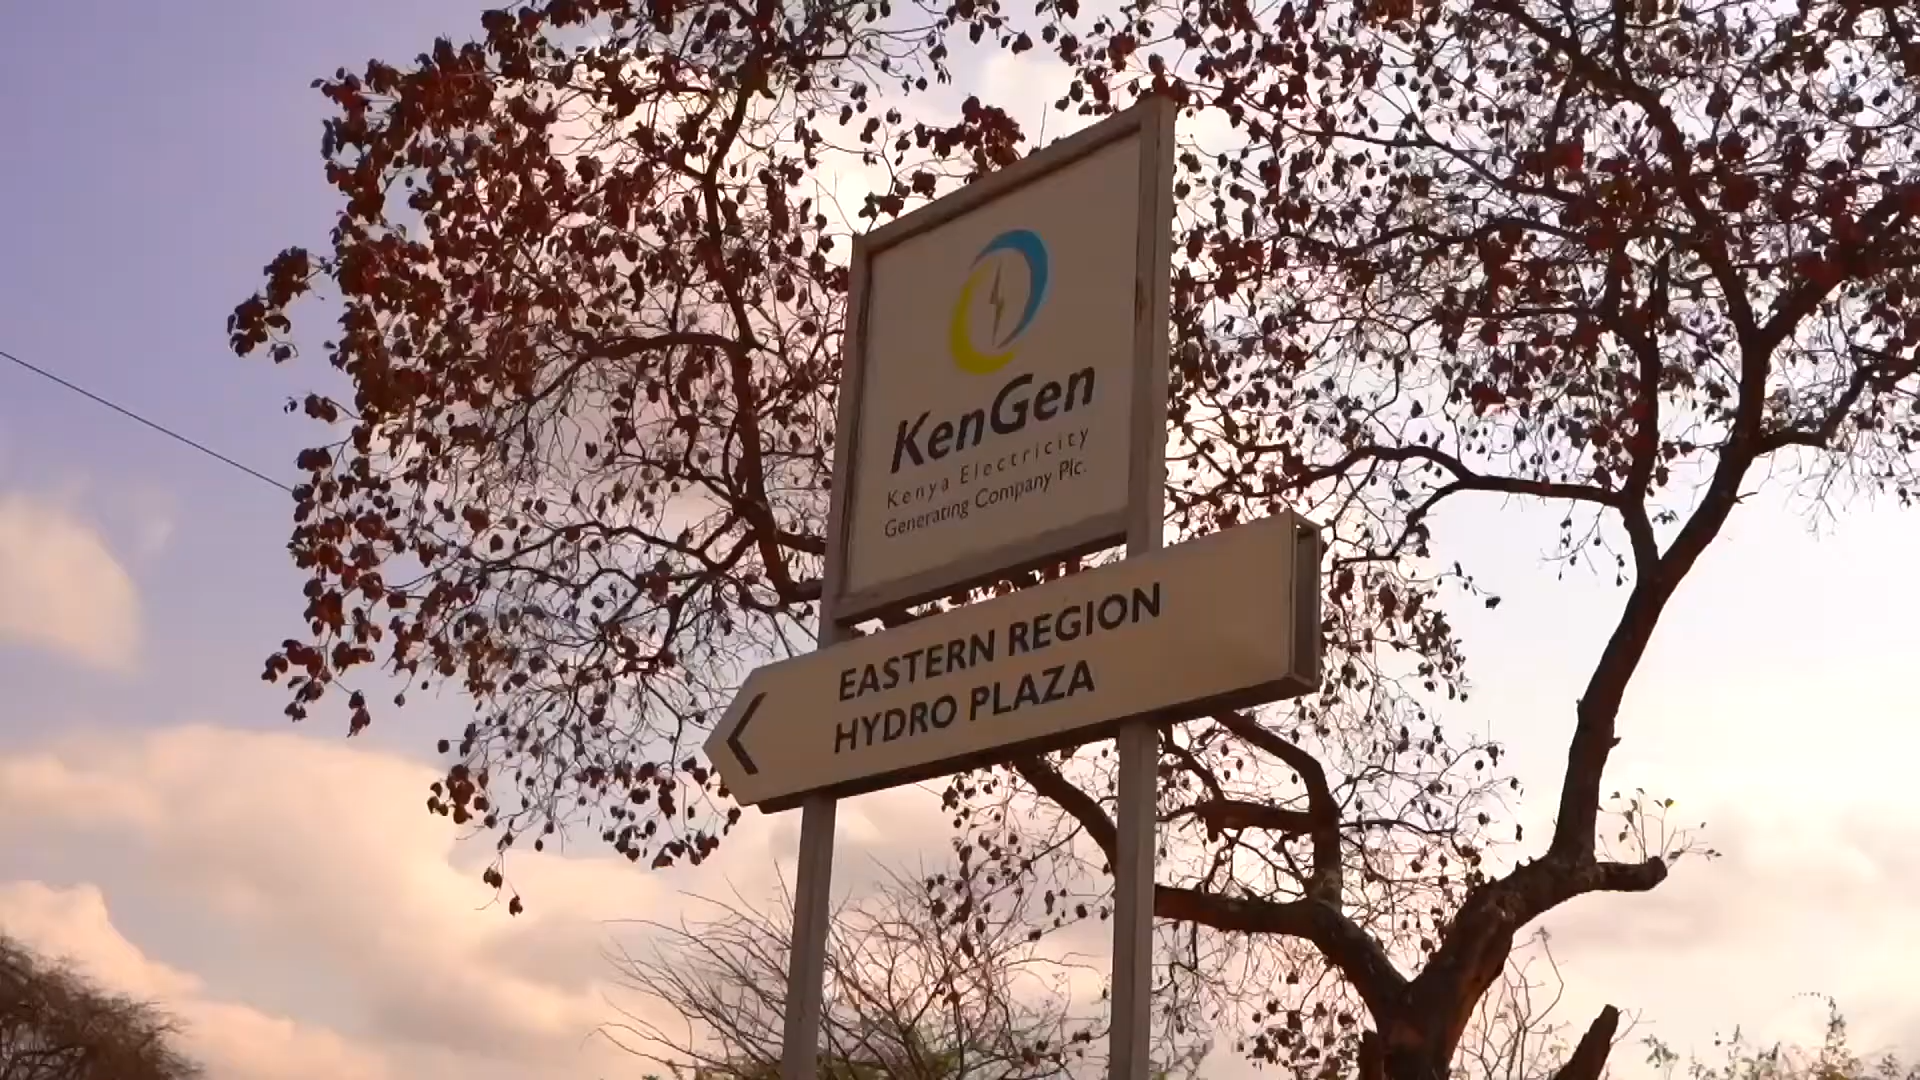 KenGen
Kenya Electricity
Generating Company Plc.
EASTERN REGION
HYDRO PLAZA